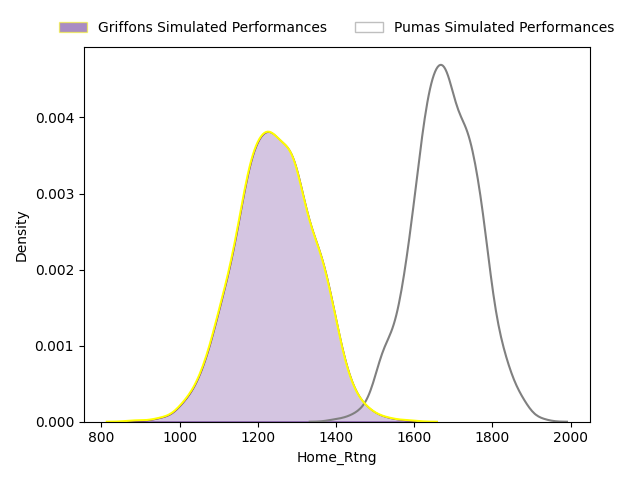 Griffons Simulated Performances Pumas Simulated Performances
0.004
0.003
0.002
0.001
0.000
Density
800 1000 1200 1400 1600 1800 2000
Home_Rtng